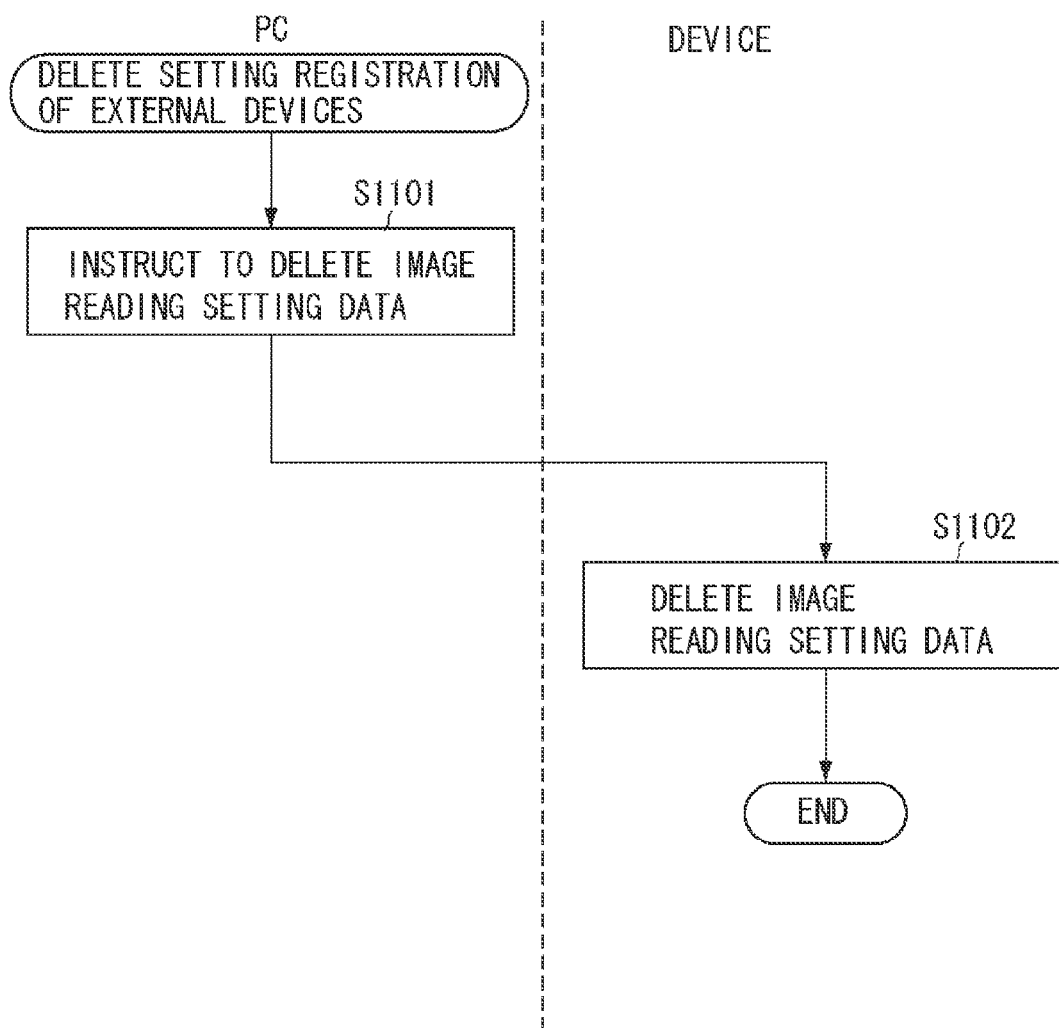 PC
DEVICE
DELETE SETTING REGISTRATION
OF EXTERNAL DEVICES
S1101
INSTRUCT TO DELETE IMAGE
READING SETTING DATA
S1102
DELETE IMAGE
READING SETTING DATA
END